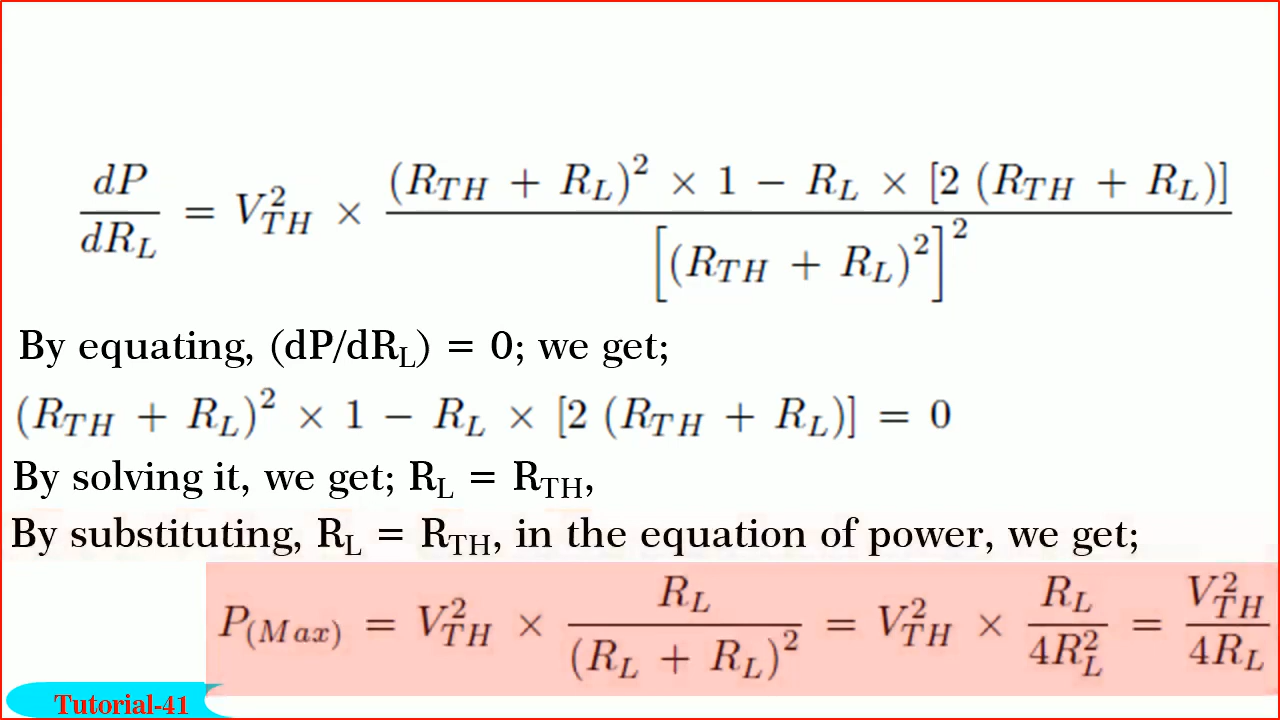 dP/dR_L = V_TH^2 × ((R_TH + R_L)^2 × 1 − R_L × [2 (R_TH + R_L)]) / [(R_TH + R_L)^2]^2
By equating, (dP/dR_L) = 0; we get;
(R_TH + R_L)^2 × 1 − R_L × [2 (R_TH + R_L)] = 0
By solving it, we get; R_L = R_TH,
By substituting, R_L = R_TH, in the equation of power, we get;
P_(Max) = V_TH^2 × R_L / (R_L + R_L)^2 = V_TH^2 × R_L / 4R_L^2 = V_TH^2 / 4R_L
Tutorial-41